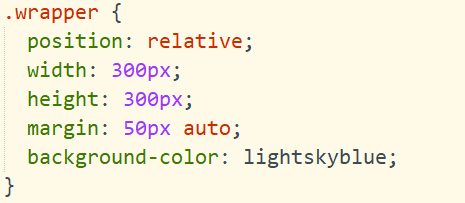 .wrapper {
  position: relative;
  width: 300px;
  height: 300px;
  margin: 50px auto;
  background-color: lightskyblue;
}